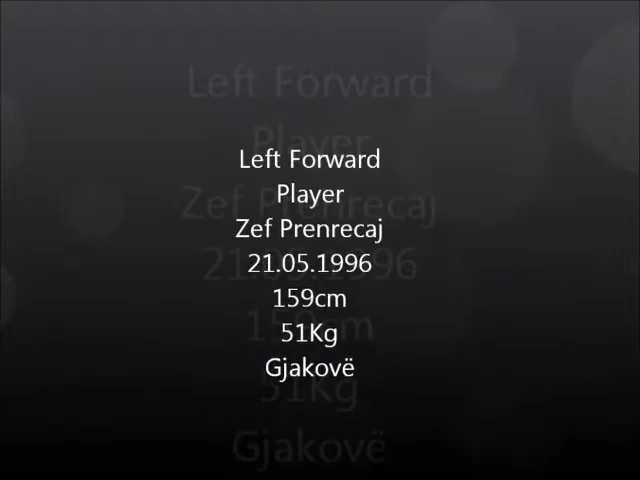 Left Forward
Player
Zef Prenrecaj
21.05.1996
159cm
51Kg
Gjakovë